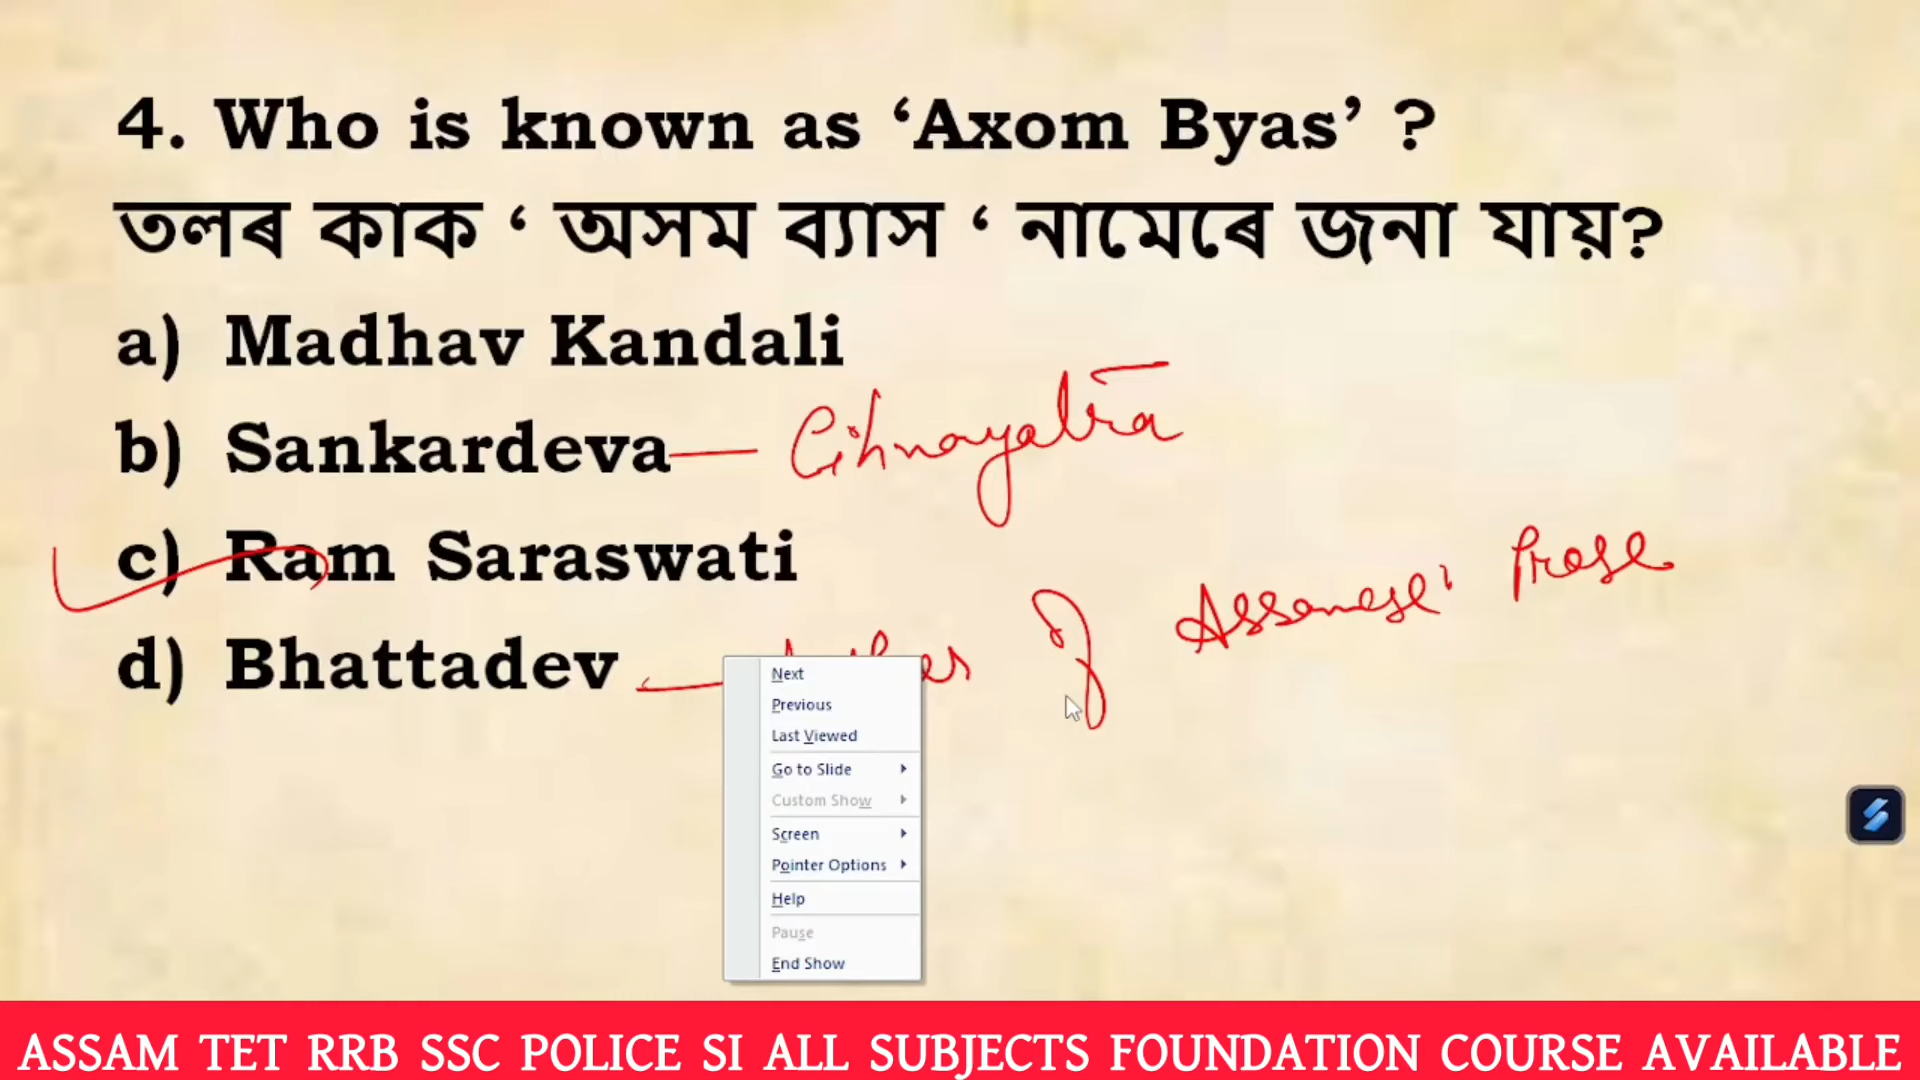 4. Who is known as ‘Axom Byas’ ?
তলৰ কাক ‘ অসম ব্যাস ‘ নামেৰে জনা যায়?
a) Madhav Kandali
b) Sankardeva — Cihnayatra
c) Ram Saraswati
d) Bhattadev — of Assamese Prose
Next
Previous
Last Viewed
Go to Slide
Custom Show
Screen
Pointer Options
Help
Pause
End Show
ASSAM TET RRB SSC POLICE SI ALL SUBJECTS FOUNDATION COURSE AVAILABLE